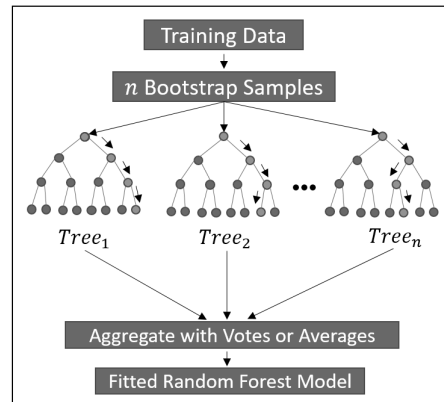 Training Data
n Bootstrap Samples
Tree₁ Tree₂ Treeₙ
Aggregate with Votes or Averages
Fitted Random Forest Model